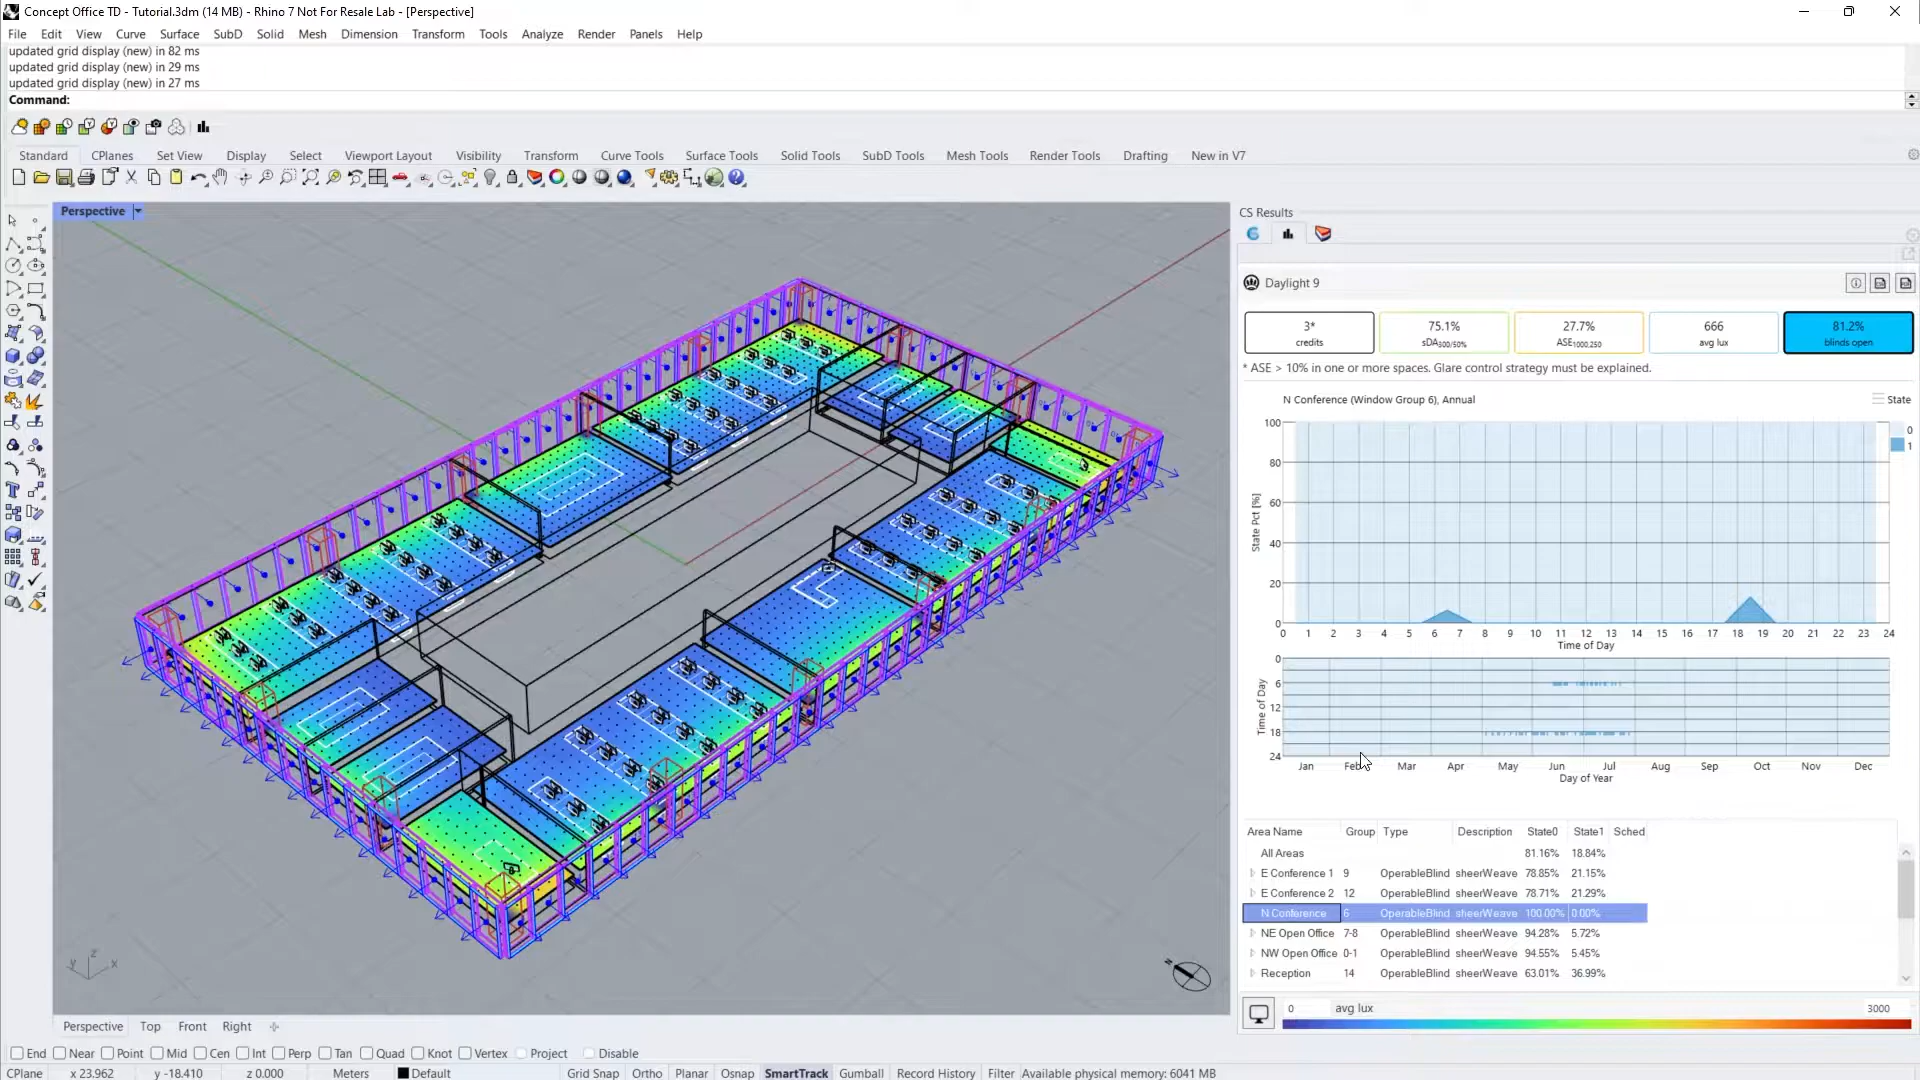 Concept Office TD - Tutorial.3dm (14 MB) - Rhino 7 Not For Resale Lab - [Perspective]
File Edit View Curve Surface SubD Solid Mesh Dimension Transform Tools Analyze Render Panels Help
updated grid display (new) in 82 ms
updated grid display (new) in 29 ms
updated grid display (new) in 27 ms
Command:
Standard CPlanes Set View Display Select Viewport Layout Visibility Transform Curve Tools Surface Tools Solid Tools SubD Tools Mesh Tools Render Tools Drafting New in V7
Perspective
z
y x
N
CS Results
Daylight 9
3* 75.1% 27.7% 666 81.2%
credits sDA300/50% ASE1000,250 avg lux blinds open
* ASE > 10% in one or more spaces. Glare control strategy must be explained.
N Conference (Window Group 6), Annual
State
0
1
State Pct [%]
100
80
60
40
20
0
0 1 2 3 4 5 6 7 8 9 10 11 12 13 14 15 16 17 18 19 20 21 22 23 24
Time of Day
Time of Day
0
6
12
18
24
Jan Feb Mar Apr May Jun Jul Aug Sep Oct Nov Dec
Day of Year
Area Name Group Type Description State0 State1 Sched
All Areas 81.16% 18.84%
E Conference 1 9 OperableBlind sheerWeave 78.85% 21.15%
E Conference 2 12 OperableBlind sheerWeave 78.71% 21.29%
N Conference 6 OperableBlind sheerWeave 100.00% 0.00%
NE Open Office 7-8 OperableBlind sheerWeave 94.28% 5.72%
NW Open Office 0-1 OperableBlind sheerWeave 94.55% 5.45%
Reception 14 OperableBlind sheerWeave 63.01% 36.99%
0 avg lux 3000
Perspective Top Front Right
End Near Point Mid Cen Int Perp Tan Quad Knot Vertex Project Disable
CPlane x 23.962 y -18.410 z 0.000 Meters Default Grid Snap Ortho Planar Osnap SmartTrack Gumball Record History Filter Available physical memory: 6041 MB